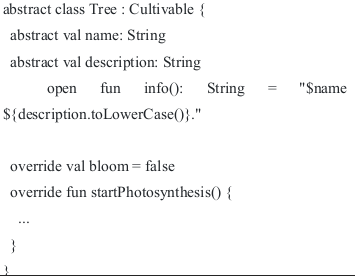 abstract class Tree : Cultivable {
abstract val name: String
abstract val description: String
open fun info(): String = "$name
${description.toLowerCase()}."
override val bloom = false
override fun startPhotosynthesis() {
...
}
}